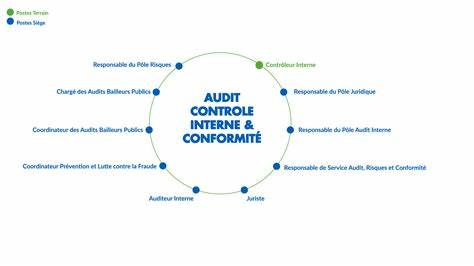 Postes Terrain
Postes Siège
Responsable du Pôle Risques
Contrôleur Interne
Chargé des Audits Bailleurs Publics
Responsable du Pôle Juridique
AUDIT
CONTROLE
INTERNE &
CONFORMITÉ
Coordinateur des Audits Bailleurs Publics
Responsable du Pôle Audit Interne
Coordinateur Prévention et Lutte contre la Fraude
Responsable de Service Audit, Risques et Conformité
Auditeur Interne
Juriste